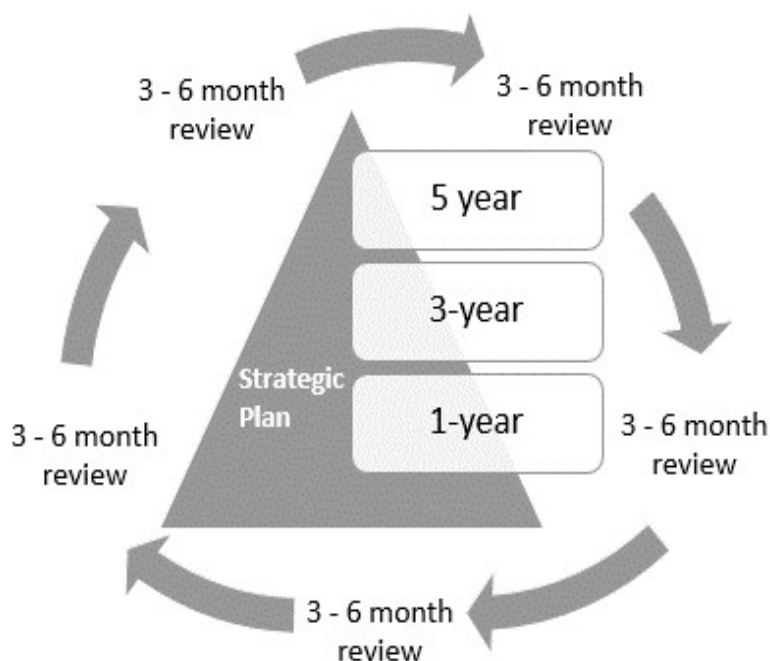 3 - 6 month
review
3 - 6 month
review
5 year
3-year
Strategic
Plan
1-year
3 - 6 month
review
3 - 6 month
review
3 - 6 month
review